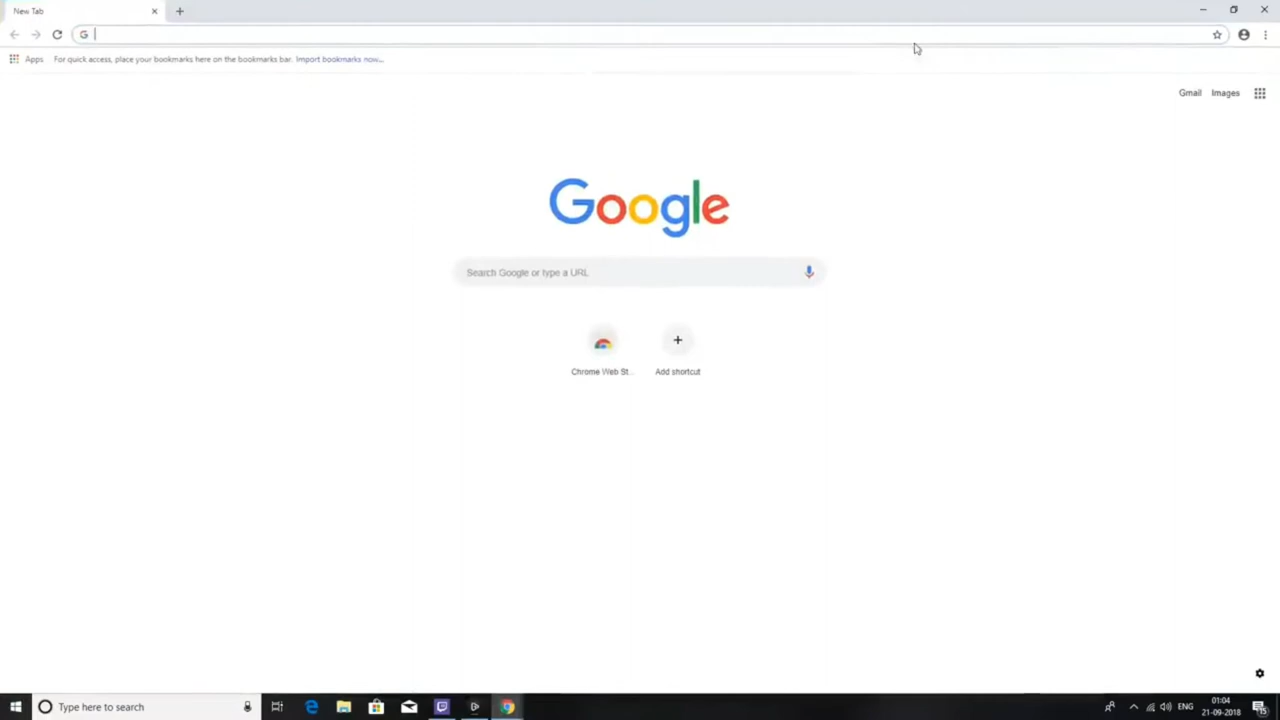 New Tab
Apps For quick access, place your bookmarks here on the bookmarks bar. Import bookmarks now...
Gmail Images
Google
Search Google or type a URL
Chrome Web St... Add shortcut
Type here to search
ENG
01:04
21-09-2018
15